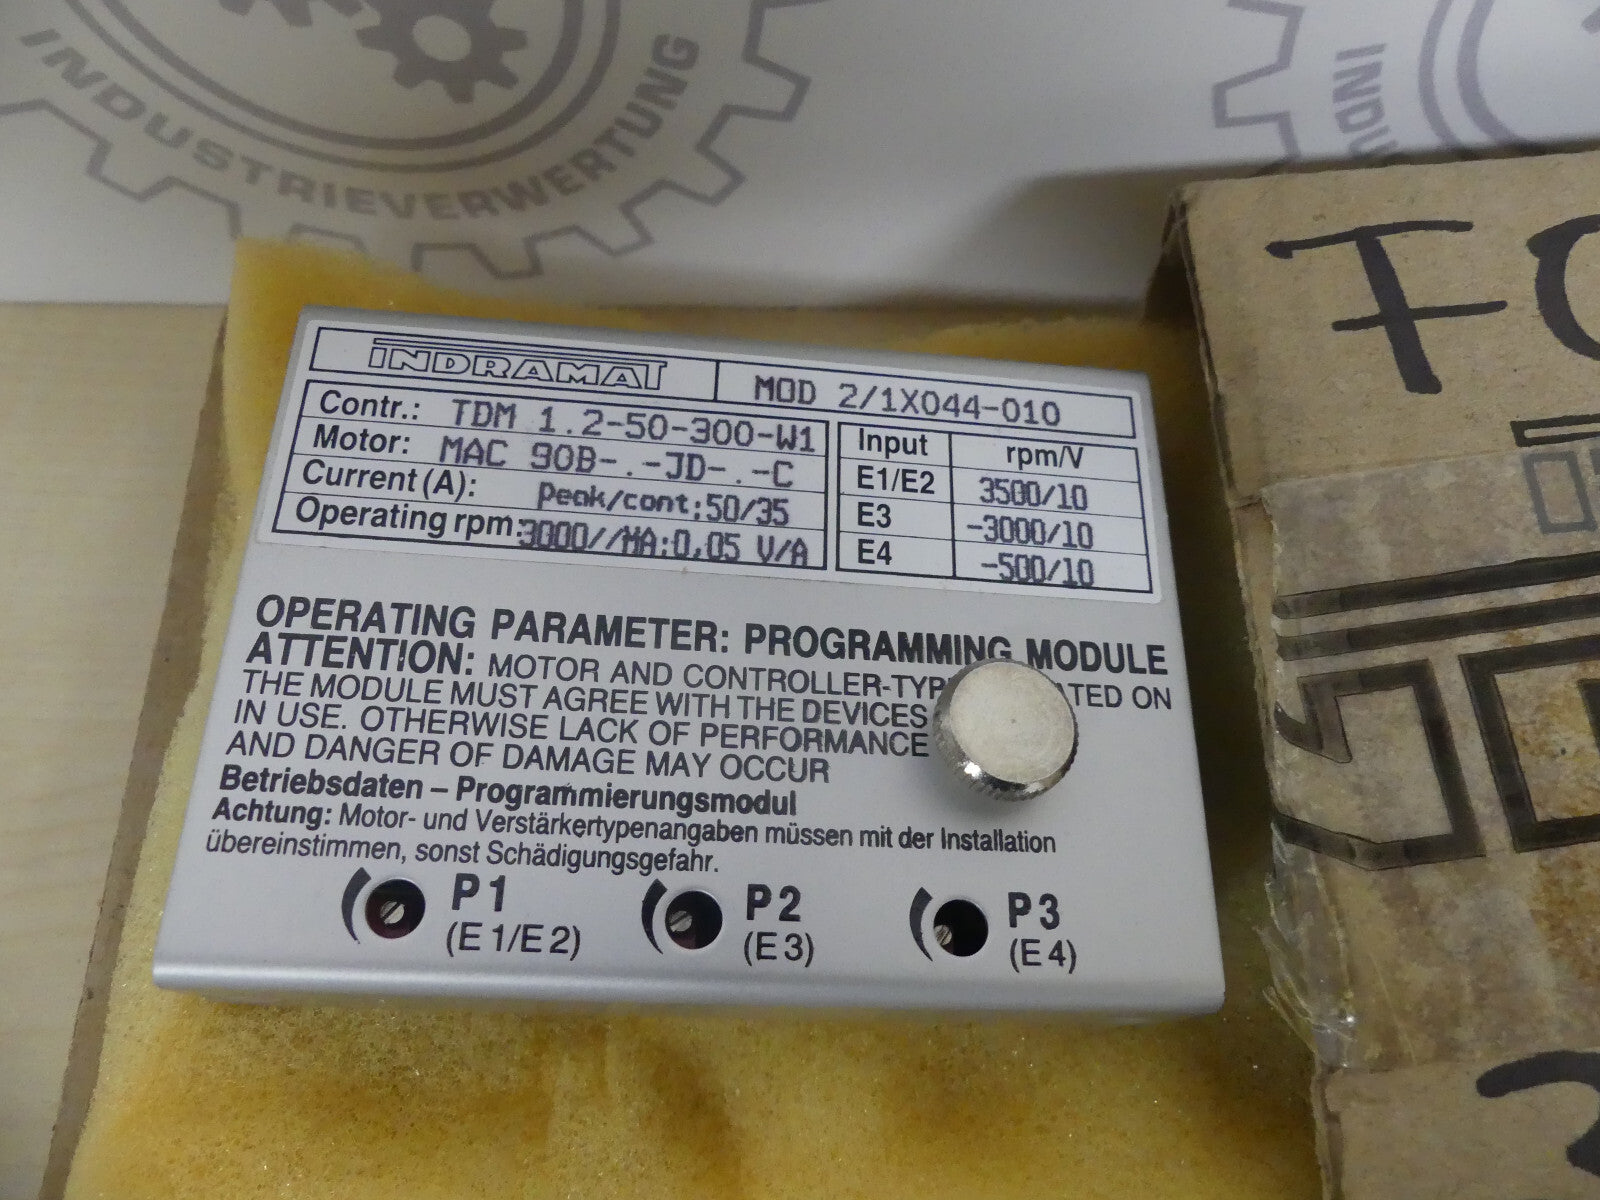 INDUSTRIEVERWERTUNG
INDU
INDRAMAT
MOD 2/1X044-010
Contr.: TDM 1.2-50-300-W1
Motor: MAC 90B-.-JD-.-C
Current (A): Peak/cont:50/35
Operating rpm: 3000//MA:0,05 V/A
Input rpm/V
E1/E2 3500/10
E3 -3000/10
E4 -500/10
OPERATING PARAMETER: PROGRAMMING MODULE
ATTENTION: MOTOR AND CONTROLLER-TYP ATED ON
THE MODULE MUST AGREE WITH THE DEVICES
IN USE. OTHERWISE LACK OF PERFORMANCE
AND DANGER OF DAMAGE MAY OCCUR
Betriebsdaten – Programmierungsmodul
Achtung: Motor- und Verstärkertypenangaben müssen mit der Installation
übereinstimmen, sonst Schädigungsgefahr.
P1
(E1/E2)
P2
(E3)
P3
(E4)